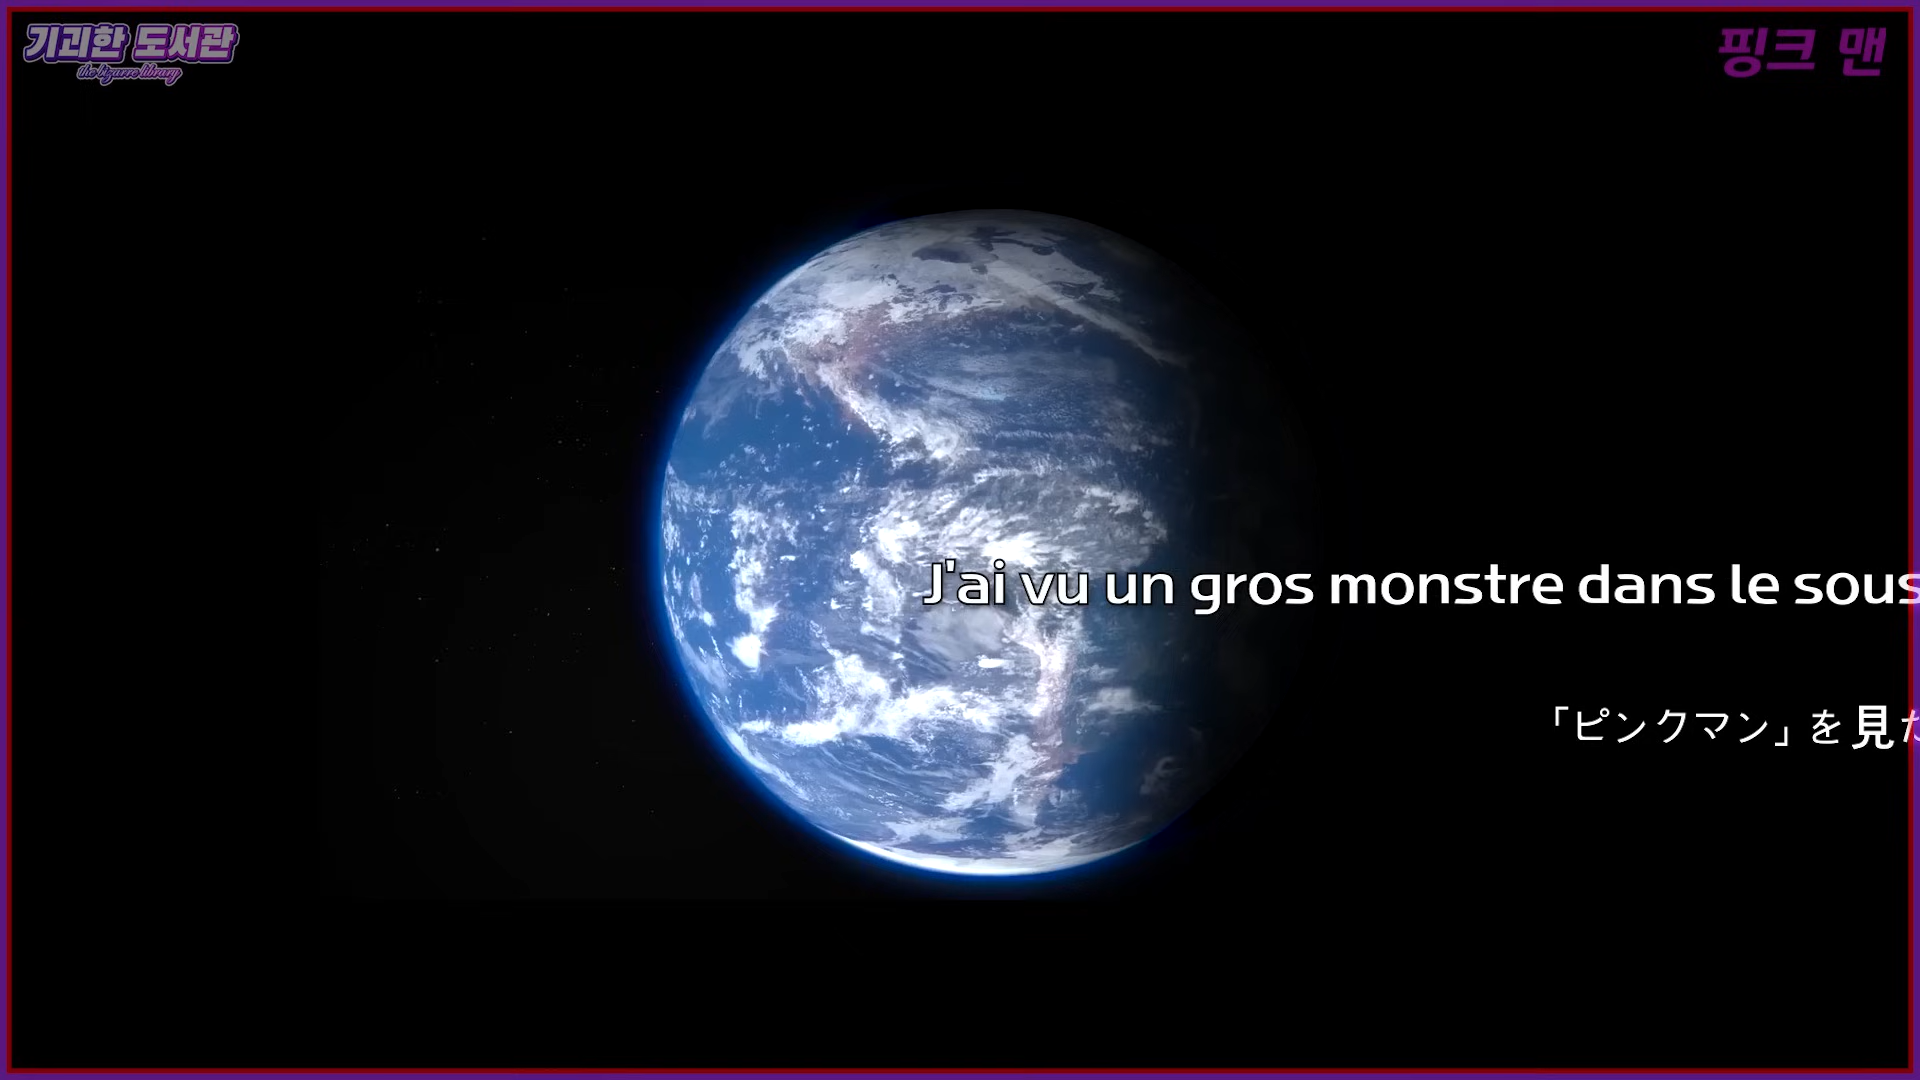 기괴한 도서관
the bizarre library
핑크 맨
J'ai vu un gros monstre dans le sous
「ピンクマン」を見た